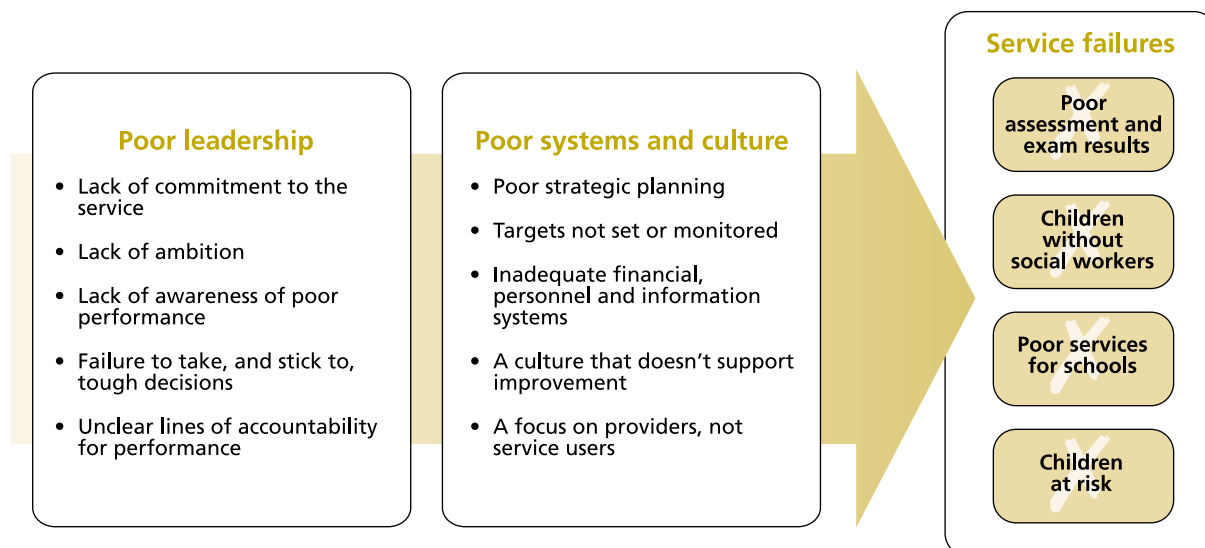 Poor leadership
• Lack of commitment to the
service
• Lack of ambition
• Lack of awareness of poor
performance
• Failure to take, and stick to,
tough decisions
• Unclear lines of accountability
for performance
Poor systems and culture
• Poor strategic planning
• Targets not set or monitored
• Inadequate financial,
personnel and information
systems
• A culture that doesn’t support
improvement
• A focus on providers, not
service users
Service failures
Poor
assessment and
exam results
Children
without
social workers
Poor services
for schools
Children
at risk